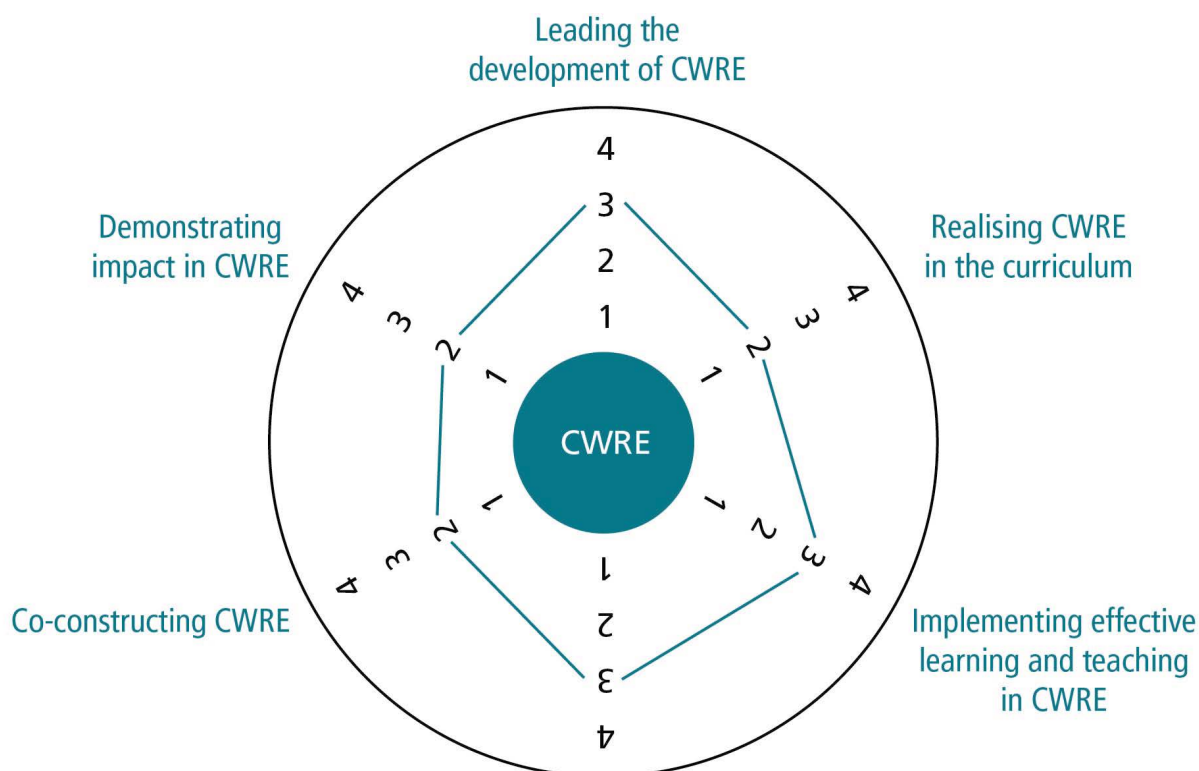 Leading the
development of CWRE
4
3
2
1
Demonstrating
impact in CWRE
4
3
2
1
Realising CWRE
in the curriculum
4
3
2
1
CWRE
1
2
3
4
Co-constructing CWRE
1
2
3
4
Implementing effective
learning and teaching
in CWRE
1
2
3
4